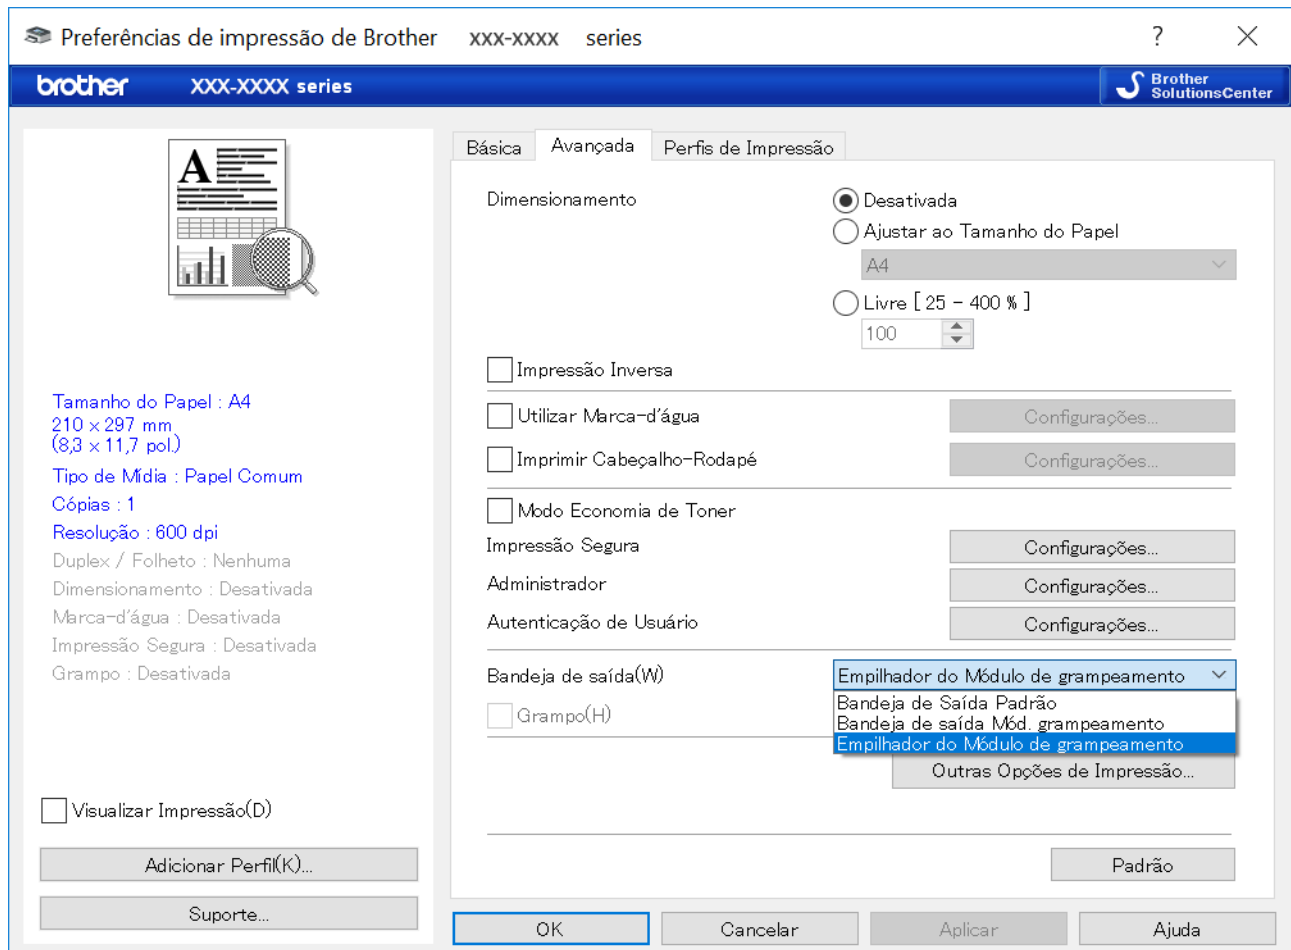 Preferências de impressão de Brother xxx-xxxx series
?
brother XXX-XXXX series
Brother
SolutionsCenter
A
Tamanho do Papel : A4
210 x 297 mm
(8,3 x 11,7 pol.)
Tipo de Mídia : Papel Comum
Cópias : 1
Resolução : 600 dpi
Duplex / Folheto : Nenhuma
Dimensionamento : Desativada
Marca-d'água : Desativada
Impressão Segura : Desativada
Grampo : Desativada
Visualizar Impressão(D)
Adicionar Perfil(K)...
Suporte...
Básica Avançada Perfis de Impressão
Dimensionamento
Desativada
Ajustar ao Tamanho do Papel
A4
Livre [ 25 - 400 % ]
100
Impressão Inversa
Utilizar Marca-d'água Configurações...
Imprimir Cabeçalho-Rodapé Configurações...
Modo Economia de Toner
Impressão Segura Configurações...
Administrador Configurações...
Autenticação de Usuário Configurações...
Bandeja de saída(W) Empilhador do Módulo de grampeamento
Bandeja de Saída Padrão
Grampo(H) Bandeja de saída Mód. grampeamento
Empilhador do Módulo de grampeamento
Outras Opções de Impressão...
Padrão
OK Cancelar Aplicar Ajuda